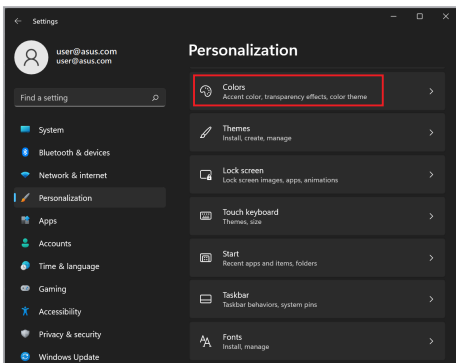 Settings
user@asus.com
user@asus.com
Find a setting
System
Bluetooth & devices
Network & internet
Personalization
Apps
Accounts
Time & language
Gaming
Accessibility
Privacy & security
Windows Update
Personalization
Colors
Accent color, transparency effects, color theme
Themes
Install, create, manage
Lock screen
Lock screen images, apps, animations
Touch keyboard
Themes, size
Start
Recent apps and items, folders
Taskbar
Taskbar behaviors, system pins
Fonts
Install, manage